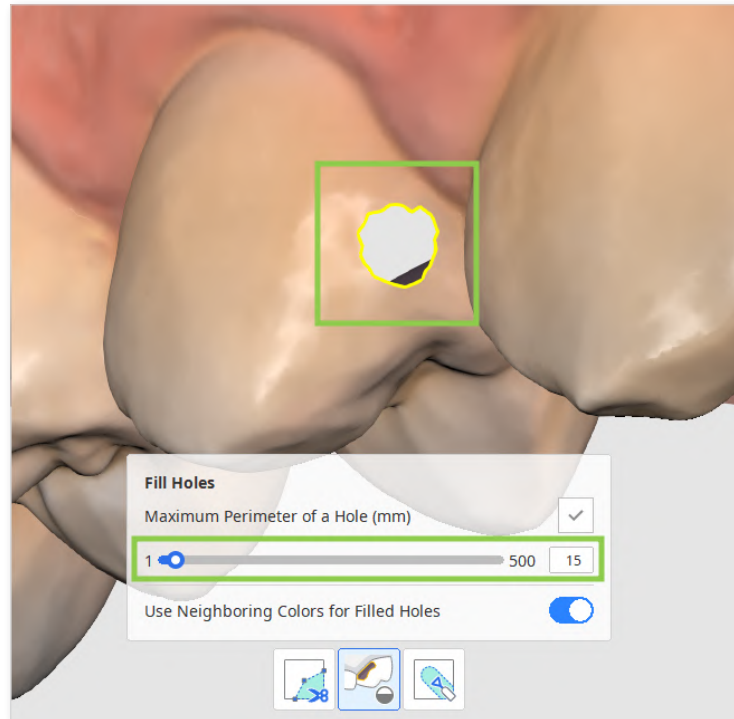 Fill Holes
Maximum Perimeter of a Hole (mm)
1 500 15
Use Neighboring Colors for Filled Holes